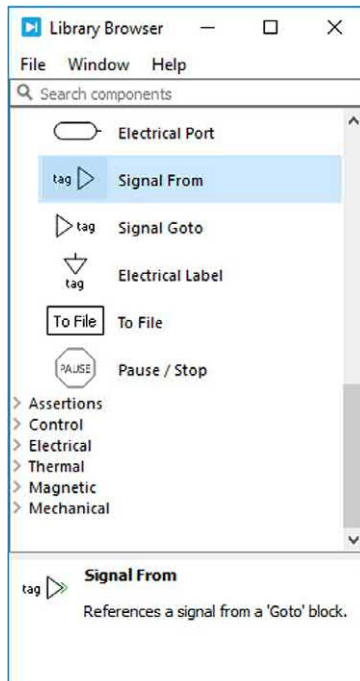 Library Browser
File Window Help
Search components
Electrical Port
tag Signal From
tag Signal Goto
tag Electrical Label
To File To File
PAUSE Pause / Stop
Assertions
Control
Electrical
Thermal
Magnetic
Mechanical
Signal From
tag
References a signal from a 'Goto' block.